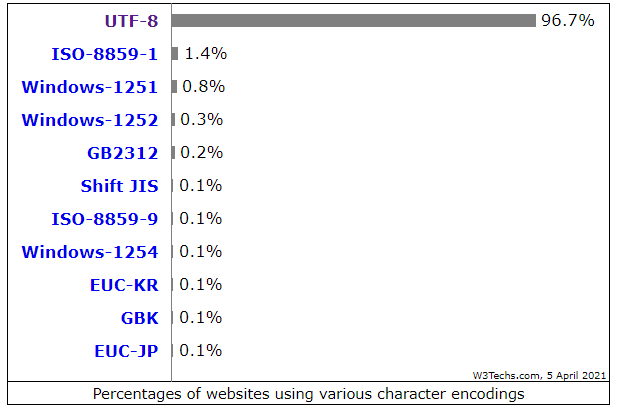 UTF-8 96.7%
ISO-8859-1 1.4%
Windows-1251 0.8%
Windows-1252 0.3%
GB2312 0.2%
Shift JIS 0.1%
ISO-8859-9 0.1%
Windows-1254 0.1%
EUC-KR 0.1%
GBK 0.1%
EUC-JP 0.1%
W3Techs.com, 5 April 2021
Percentages of websites using various character encodings